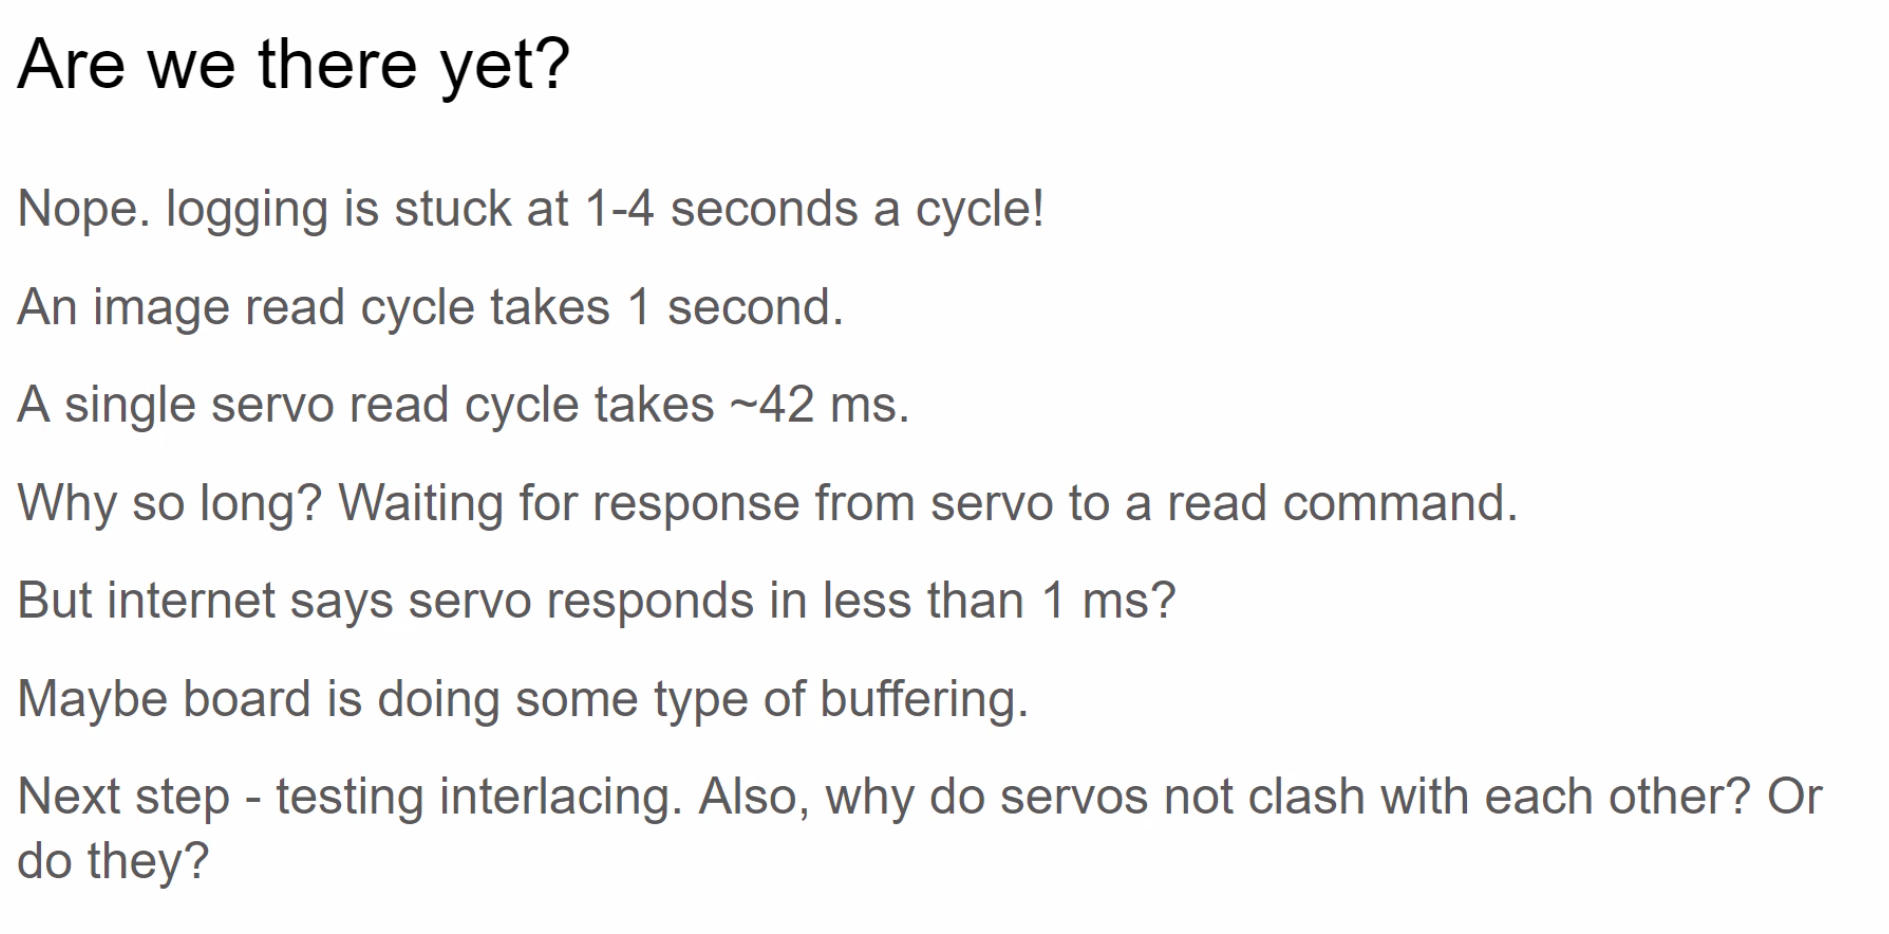 Are we there yet?
Nope. logging is stuck at 1-4 seconds a cycle!
An image read cycle takes 1 second.
A single servo read cycle takes ~42 ms.
Why so long? Waiting for response from servo to a read command.
But internet says servo responds in less than 1 ms?
Maybe board is doing some type of buffering.
Next step - testing interlacing. Also, why do servos not clash with each other? Or
do they?